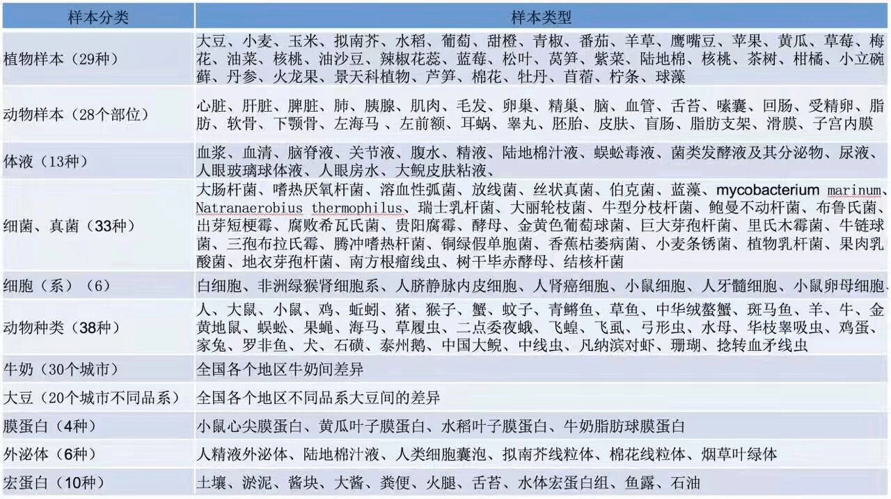 样本分类 样本类型
植物样本（29种） 大豆、小麦、玉米、拟南芥、水稻、葡萄、甜橙、青椒、番茄、羊草、鹰嘴豆、苹果、黄瓜、草莓、梅
花、油菜、核桃、油沙豆、辣椒花蕊、蓝莓、松叶、莴笋、紫菜、陆地棉、核桃、茶树、柑橘、小立碗
藓、丹参、火龙果、景天科植物、芦笋、棉花、牡丹、苜蓿、柠条、球藻
动物样本（28个部位） 心脏、肝脏、脾脏、肺、胰腺、肌肉、毛发、卵巢、精巢、脑、血管、舌苔、嗉囊、回肠、受精卵、脂
肪、软骨、下颚骨、左海马 、左前额、耳蜗、睾丸、胚胎、皮肤、盲肠、脂肪支架、滑膜、子宫内膜
体液（13种） 血浆、血清、脑脊液、关节液、腹水、精液、陆地棉汁液、蜈蚣毒液、菌类发酵液及其分泌物、尿液、
人眼玻璃球体液、人眼房水、大鲵皮肤粘液、
细菌、真菌（33种） 大肠杆菌、嗜热厌氧杆菌、溶血性弧菌、放线菌、丝状真菌、伯克菌、蓝藻、mycobacterium marinum、
Natranaerobius thermophilus、瑞士乳杆菌、大丽轮枝菌、牛型分枝杆菌、鲍曼不动杆菌、布鲁氏菌、
出芽短梗霉、腐败希瓦氏菌、贵阳腐霉、酵母、金黄色葡萄球菌、巨大芽孢杆菌、里氏木霉菌、牛链球
菌、三孢布拉氏霉、腾冲嗜热杆菌、铜绿假单胞菌、香蕉枯萎病菌、小麦条锈菌、植物乳杆菌、果肉乳
酸菌、地衣芽孢杆菌、南方根瘤线虫、树干毕赤酵母、结核杆菌
细胞（系）（6） 白细胞、非洲绿猴肾细胞系、人脐静脉内皮细胞、人肾癌细胞、小鼠细胞、人牙髓细胞、小鼠卵母细胞、
动物种类（38种） 人、大鼠、小鼠、鸡、蚯蚓、猪、猴子、蟹、蚊子、青鳉鱼、草鱼、中华绒螯蟹、斑马鱼、羊、牛、金
黄地鼠、蜈蚣、果蝇、海马、草履虫、二点委夜蛾、飞蝗、飞虱、弓形虫、水母、华枝睾吸虫、鸡蛋、
家兔、罗非鱼、犬、石磺、泰州鹅、中国大鲵、中线虫、凡纳滨对虾、珊瑚、捻转血矛线虫
牛奶（30个城市） 全国各个地区牛奶间差异
大豆（20个城市不同品系） 全国各个地区不同品系大豆间的差异
膜蛋白（4种） 小鼠心尖膜蛋白、黄瓜叶子膜蛋白、水稻叶子膜蛋白、牛奶脂肪球膜蛋白
外泌体（6种） 人精液外泌体、陆地棉汁液、人类细胞囊泡、拟南芥线粒体、棉花线粒体、烟草叶绿体
宏蛋白（10种） 土壤、淤泥、酱块、大酱、粪便、火腿、舌苔、水体宏蛋白组、鱼露、石油